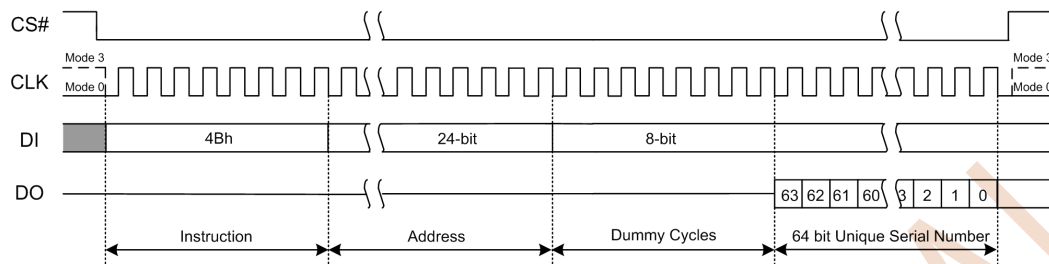 CS#
Mode 3
Mode 3
CLK
Mode 0
Mode 0
DI
4Bh
24-bit
8-bit
DO
63 62 61 60 3 2 1 0
Instruction
Address
Dummy Cycles
64 bit Unique Serial Number